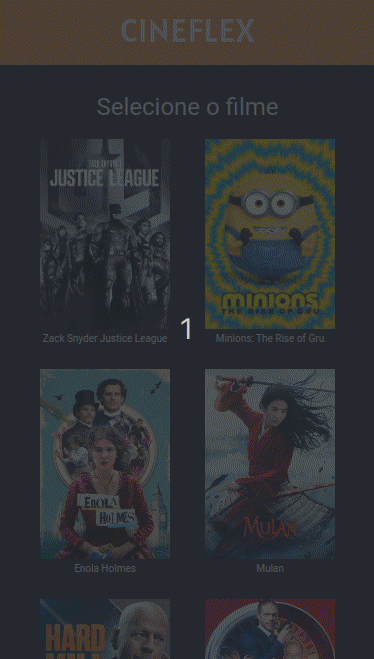 CINEFLEX
Selecione o filme
ZACK SNYDER'S
JUSTICE LEAGUE
minions
THE RISE OF GRU
Zack Snyder Justice League
1
Minions: The Rise of Gru
ENOLA
HOLMES
MULAN
Enola Holmes
Mulan
HARD
KILL